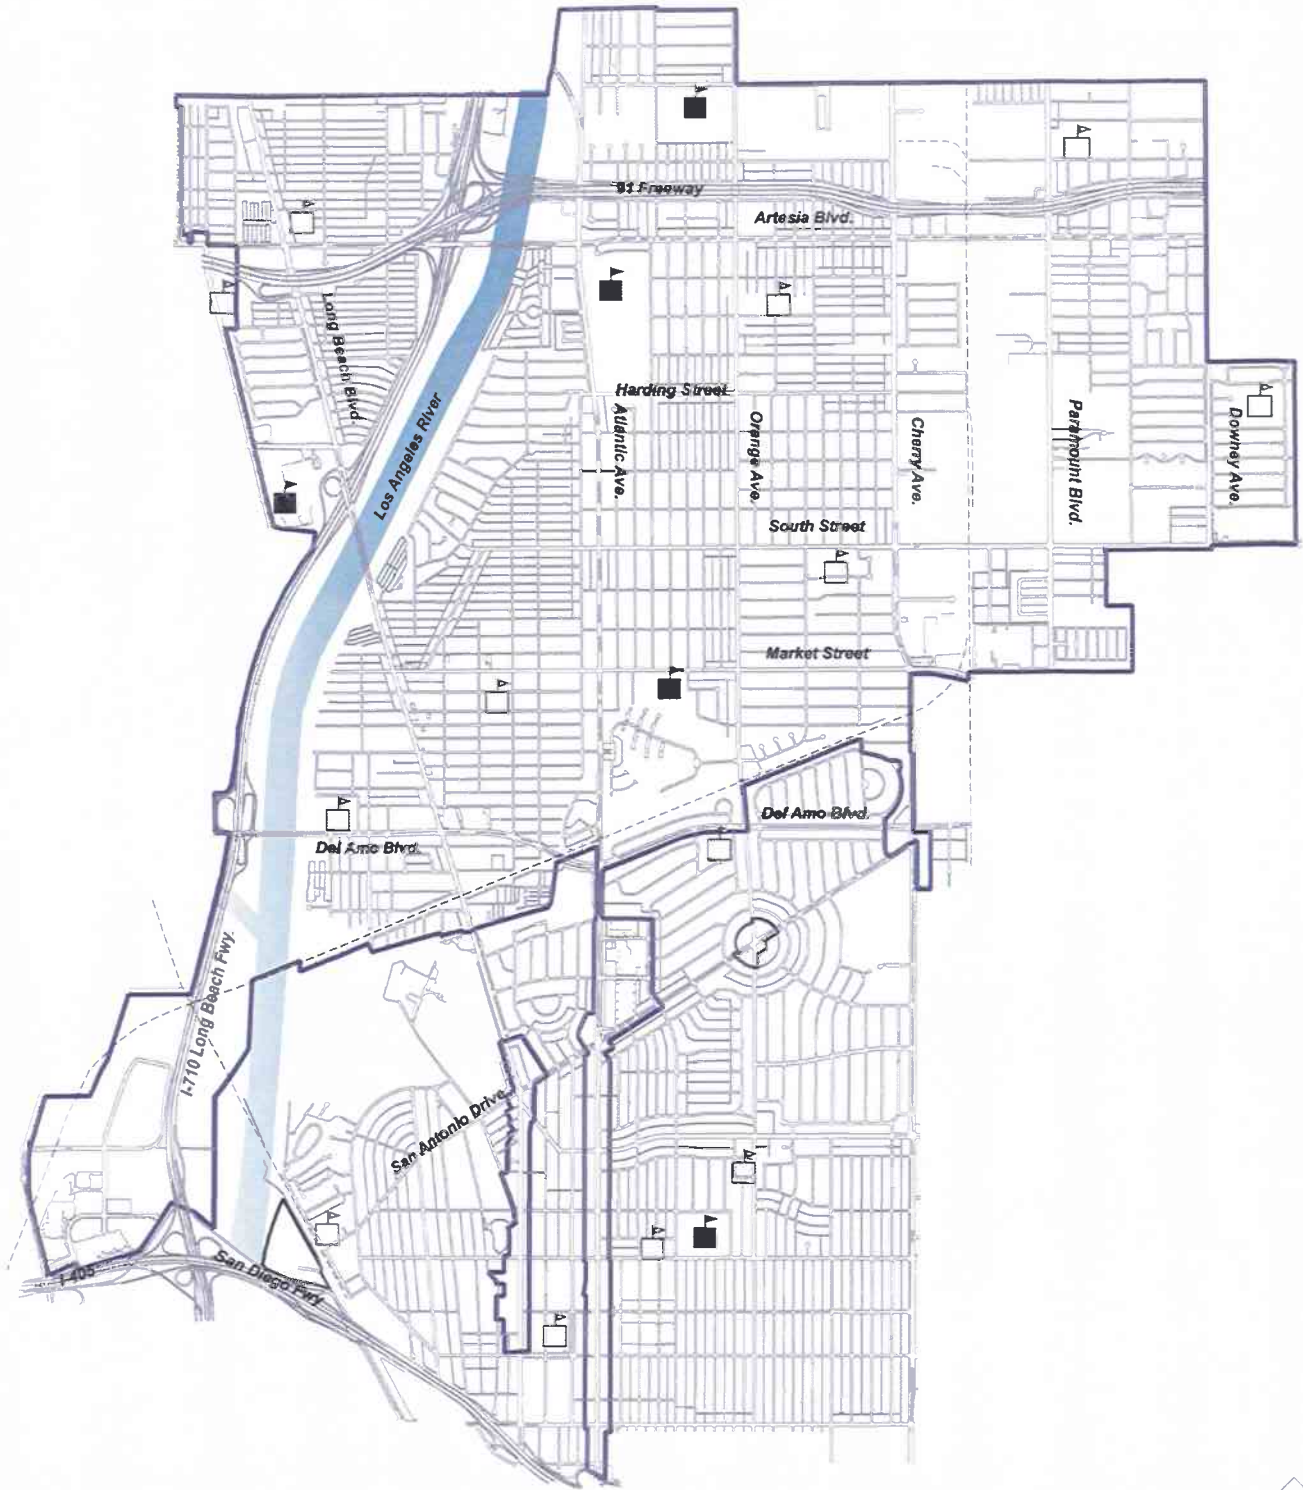 91 Freeway
Artesia Blvd.
Long Beach Blvd.
Los Angeles River
Harding Street
Atlantic Ave.
Orange Ave.
Cherry Ave.
Paramount Blvd.
Downey Ave.
South Street
Market Street
Del Amo Blvd.
Del Amo Blvd.
I-710 Long Beach Fwy.
San Antonio Drive
I-405
San Diego Fwy